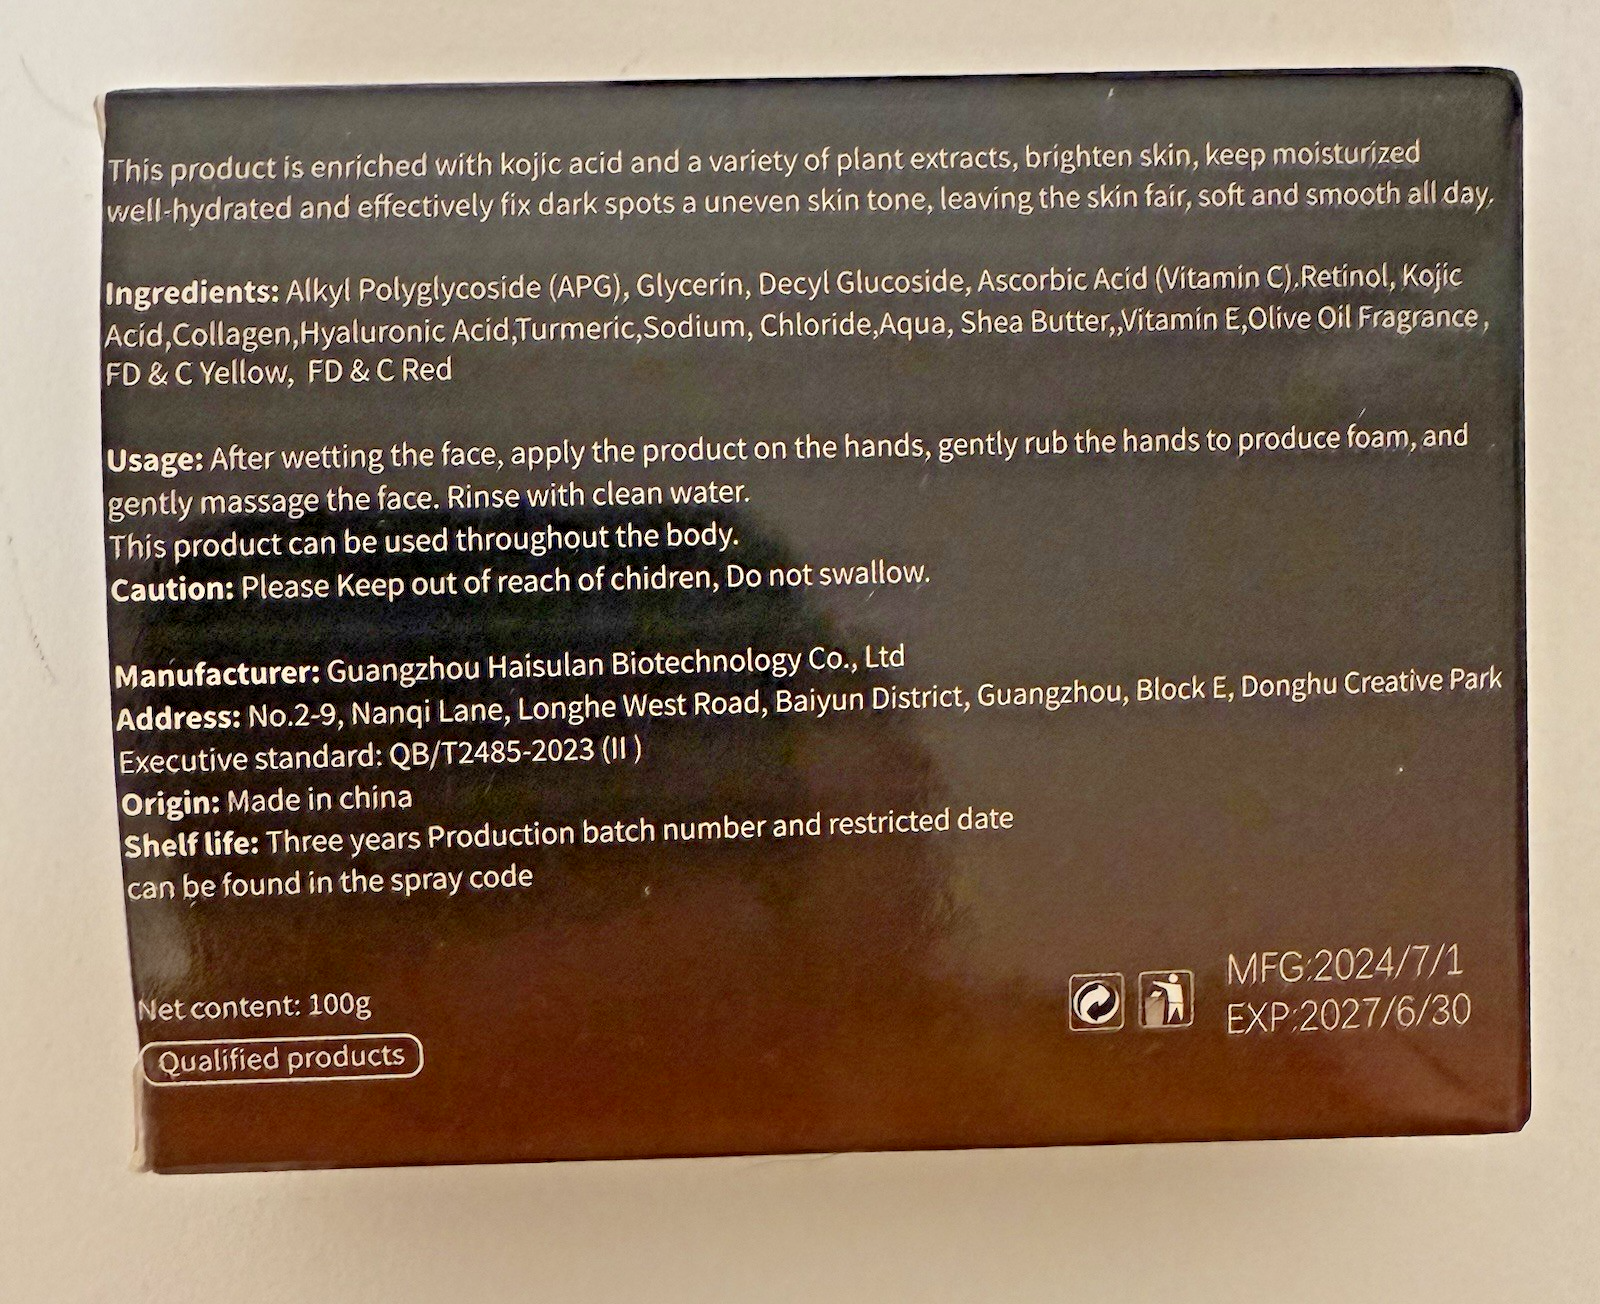 This product is enriched with kojic acid and a variety of plant extracts, brighten skin, keep moisturized
well-hydrated and effectively fix dark spots a uneven skin tone, leaving the skin fair, soft and smooth all day.
Ingredients: Alkyl Polyglycoside (APG), Glycerin, Decyl Glucoside, Ascorbic Acid (Vitamin C).Retinol, Kojic
Acid,Collagen,Hyaluronic Acid,Turmeric,Sodium, Chloride,Aqua, Shea Butter,,Vitamin E,Olive Oil Fragrance,
FD & C Yellow, FD & C Red
Usage: After wetting the face, apply the product on the hands, gently rub the hands to produce foam, and
gently massage the face. Rinse with clean water.
This product can be used throughout the body.
Caution: Please Keep out of reach of chidren, Do not swallow.
Manufacturer: Guangzhou Haisulan Biotechnology Co., Ltd
Address: No.2-9, Nanqi Lane, Longhe West Road, Baiyun District, Guangzhou, Block E, Donghu Creative Park
Executive standard: QB/T2485-2023 (II )
Origin: Made in china
Shelf life: Three years Production batch number and restricted date
can be found in the spray code
Net content: 100g
Qualified products
MFG:2024/7/1
EXP:2027/6/30